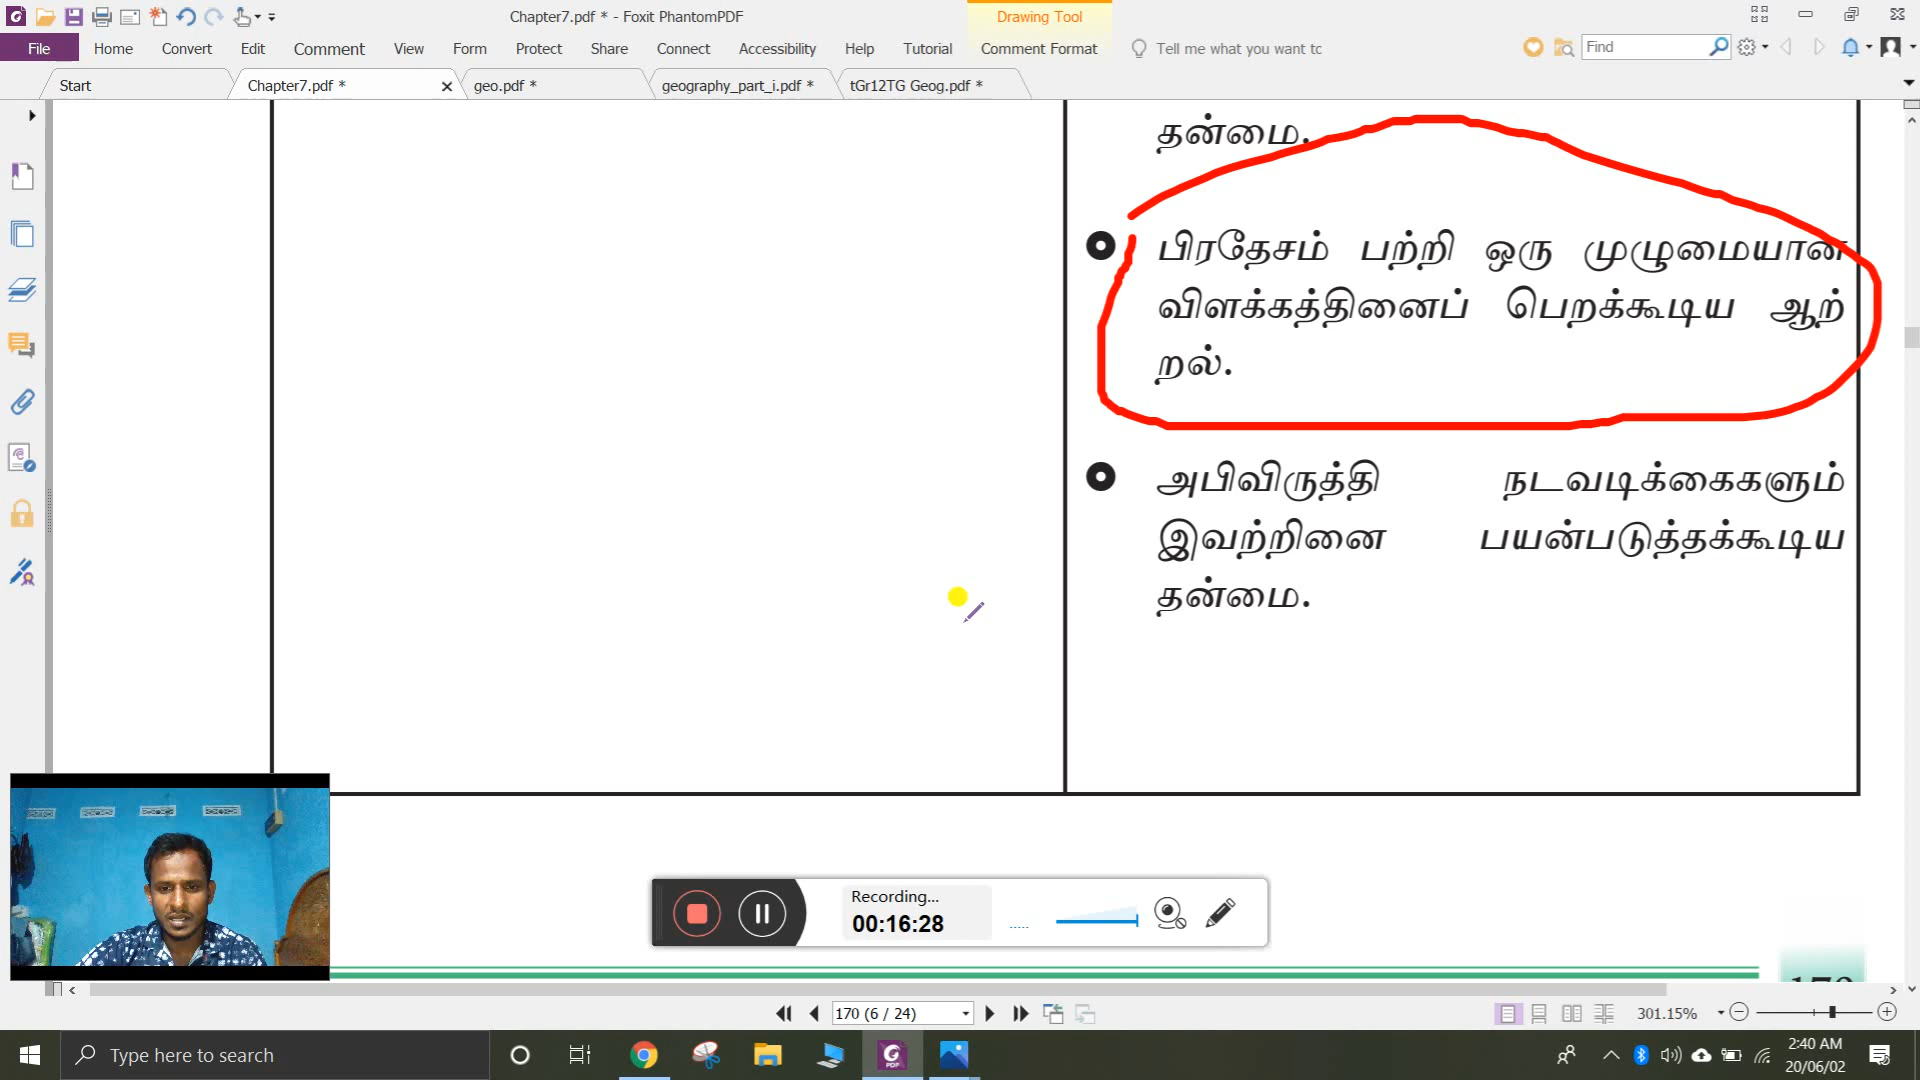 Chapter7.pdf * - Foxit PhantomPDF
Drawing Tool
File Home Convert Edit Comment View Form Protect Share Connect Accessibility Help Tutorial Comment Format Tell me what you want tc Find
Start Chapter7.pdf * geo.pdf * geography_part_i.pdf * tGr12TG Geog.pdf *
தன்மை.
பிரதேசம் பற்றி ஒரு முழுமையான
விளக்கத்தினைப் பெறக்கூடிய ஆற்
றல்.
அபிவிருத்தி நடவடிக்கைகளும்
இவற்றினை பயன்படுத்தக்கூடிய
தன்மை.
Recording...
00:16:28
170 (6 / 24) 301.15%
Type here to search
2:40 AM
20/06/02